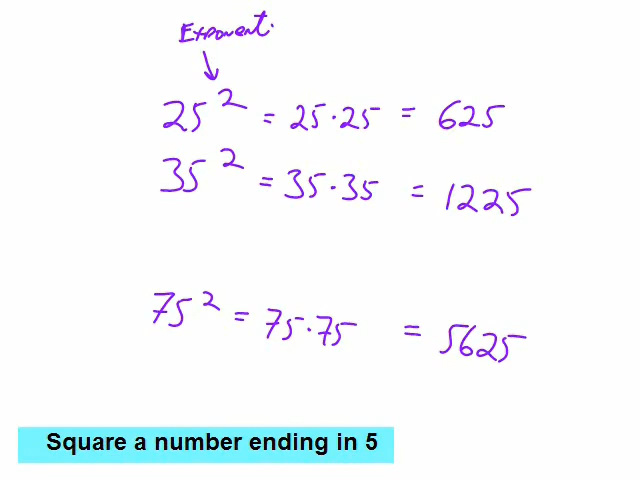 Exponent.
25² = 25·25 = 625
35² = 35·35 = 1225
75² = 75·75 = 5625
Square a number ending in 5